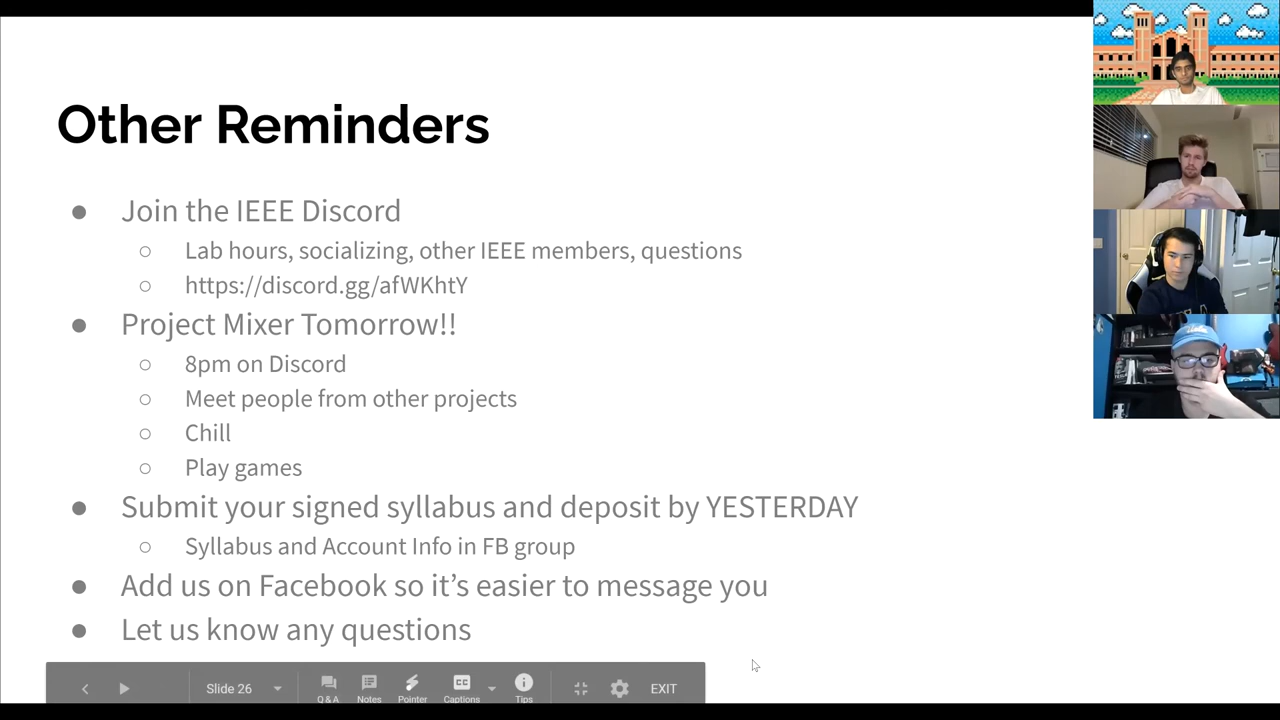 Other Reminders
● Join the IEEE Discord
○ Lab hours, socializing, other IEEE members, questions
○ https://discord.gg/afWKhtY
● Project Mixer Tomorrow!!
○ 8pm on Discord
○ Meet people from other projects
○ Chill
○ Play games
● Submit your signed syllabus and deposit by YESTERDAY
○ Syllabus and Account Info in FB group
● Add us on Facebook so it’s easier to message you
● Let us know any questions
Slide 26 Q & A Notes Pointer CC Captions Tips EXIT